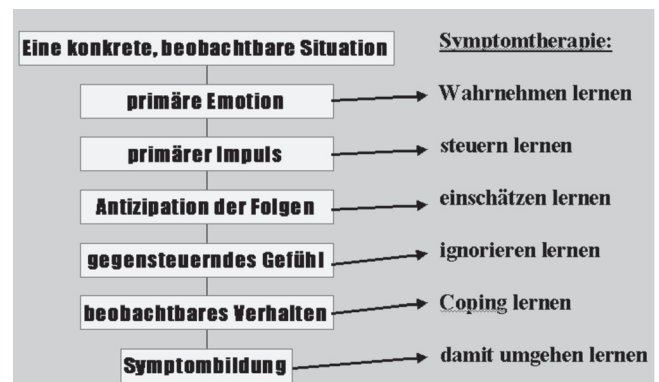 Eine konkrete, beobachtbare Situation
Symptomtherapie:
primäre Emotion
Wahrnehmen lernen
primärer Impuls
steuern lernen
Antizipation der Folgen
einschätzen lernen
gegensteuerndes Gefühl
ignorieren lernen
beobachtbares Verhalten
Coping lernen
Symptombildung
damit umgehen lernen